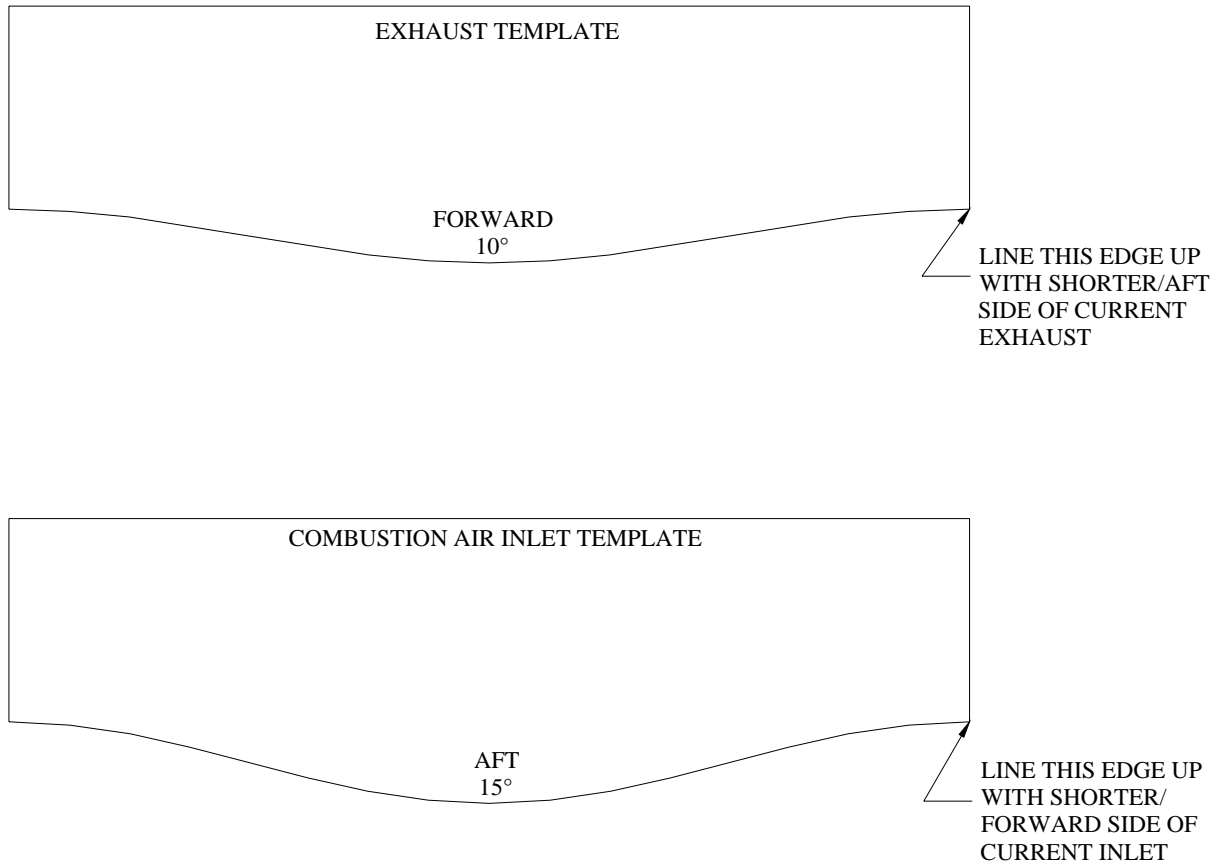 EXHAUST TEMPLATE
FORWARD
10°
LINE THIS EDGE UP
WITH SHORTER/AFT
SIDE OF CURRENT
EXHAUST
COMBUSTION AIR INLET TEMPLATE
AFT
15°
LINE THIS EDGE UP
WITH SHORTER/
FORWARD SIDE OF
CURRENT INLET